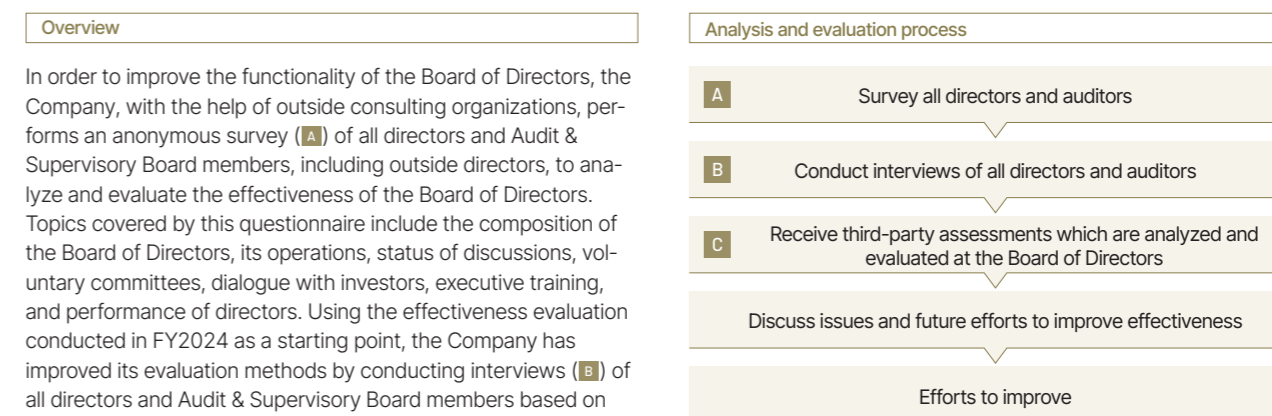 Overview
In order to improve the functionality of the Board of Directors, the
Company, with the help of outside consulting organizations, per-
forms an anonymous survey (A) of all directors and Audit &
Supervisory Board members, including outside directors, to ana-
lyze and evaluate the effectiveness of the Board of Directors.
Topics covered by this questionnaire include the composition of
the Board of Directors, its operations, status of discussions, vol-
untary committees, dialogue with investors, executive training,
and performance of directors. Using the effectiveness evaluation
conducted in FY2024 as a starting point, the Company has
improved its evaluation methods by conducting interviews (B) of
all directors and Audit & Supervisory Board members based on
Analysis and evaluation process
A Survey all directors and auditors
B Conduct interviews of all directors and auditors
C Receive third-party assessments which are analyzed and
evaluated at the Board of Directors
Discuss issues and future efforts to improve effectiveness
Efforts to improve